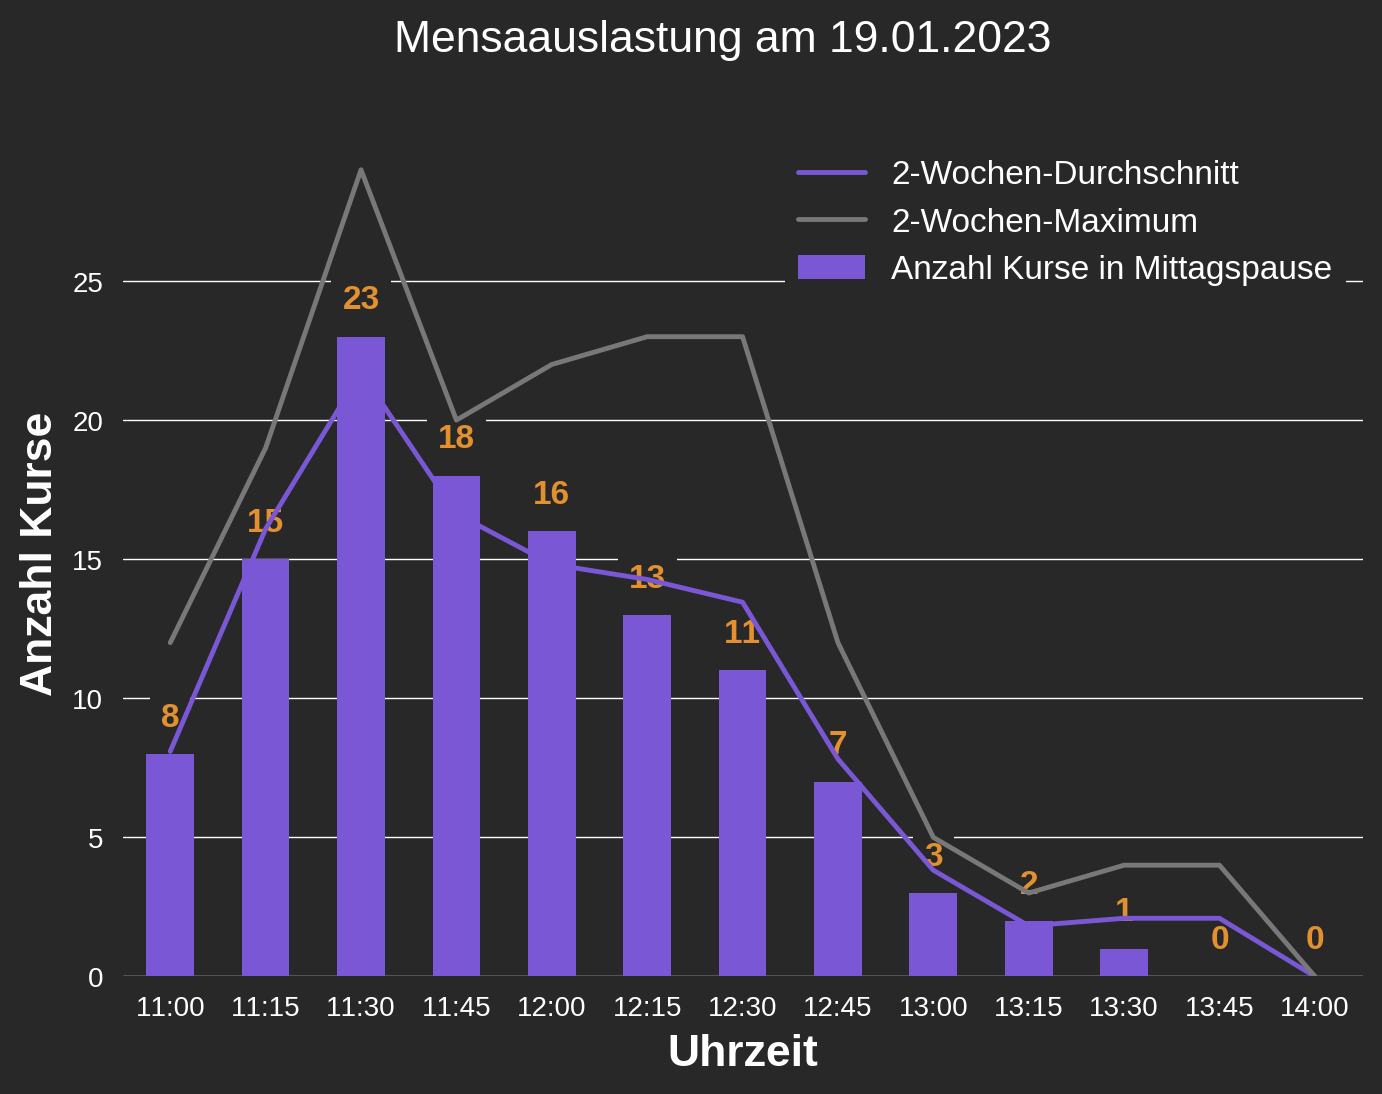 Mensaauslastung am 19.01.2023
2-Wochen-Durchschnitt
2-Wochen-Maximum
Anzahl Kurse in Mittagspause
25
20
15
10
5
0
Anzahl Kurse
8
15
23
18
16
13
11
7
3
2
1
0
0
11:00 11:15 11:30 11:45 12:00 12:15 12:30 12:45 13:00 13:15 13:30 13:45 14:00
Uhrzeit